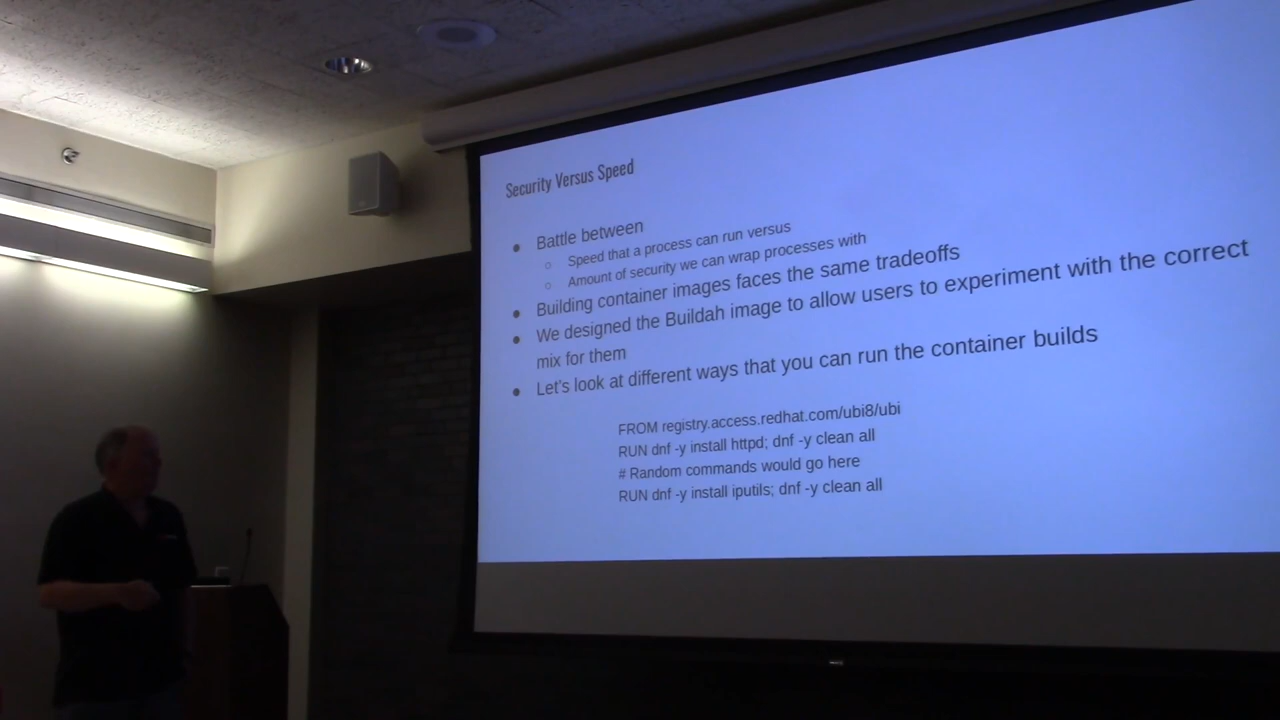 Security Versus Speed
● Battle between
○ Speed that a process can run versus
○ Amount of security we can wrap processes with
● Building container images faces the same tradeoffs
● We designed the Buildah image to allow users to experiment with the correct
mix for them
● Let's look at different ways that you can run the container builds
FROM registry.access.redhat.com/ubi8/ubi
RUN dnf -y install httpd; dnf -y clean all
# Random commands would go here
RUN dnf -y install iputils; dnf -y clean all